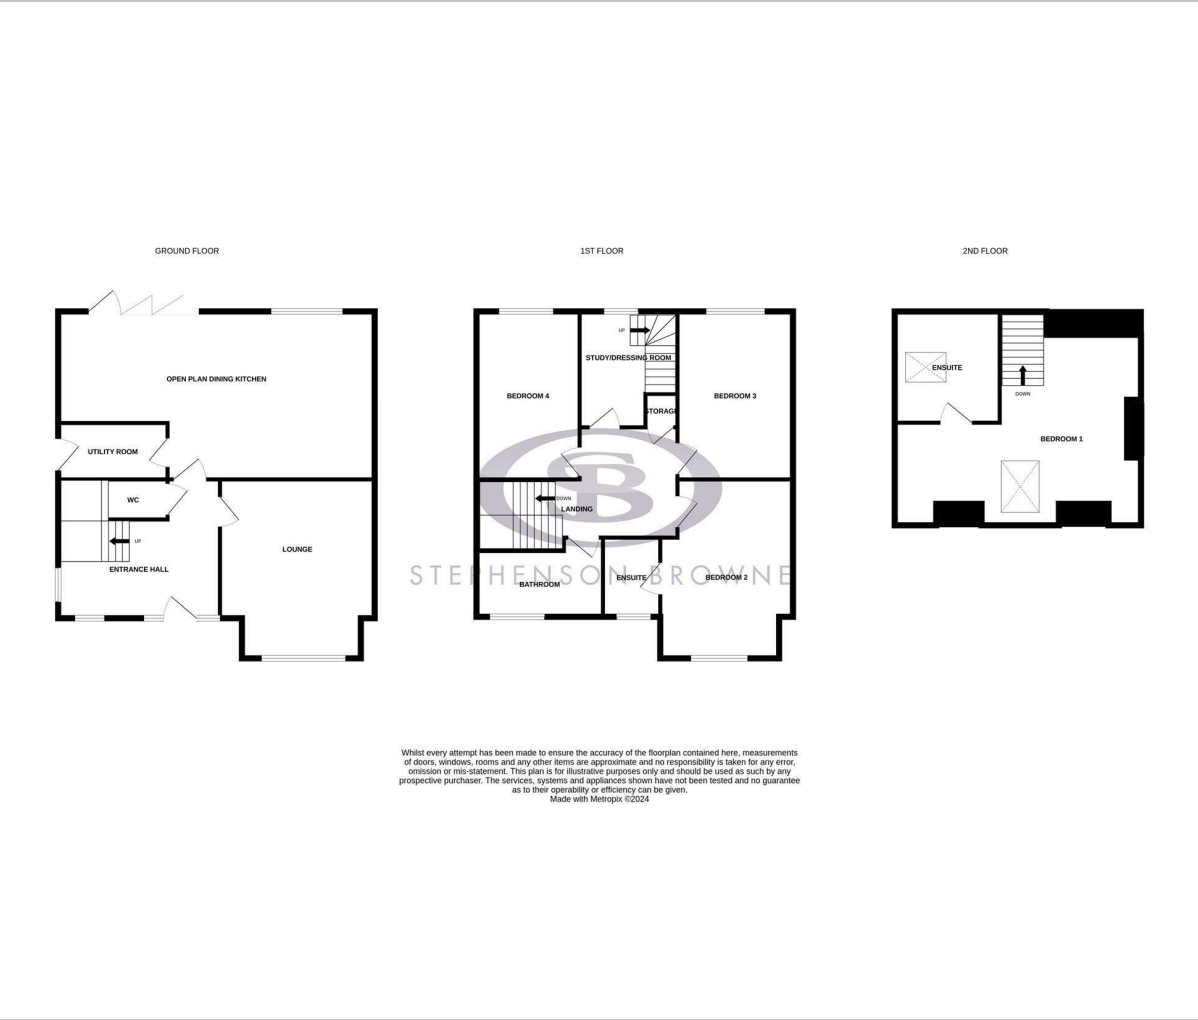 GROUND FLOOR
1ST FLOOR
2ND FLOOR
OPEN PLAN DINING KITCHEN
UTILITY ROOM
WC
UP
ENTRANCE HALL
LOUNGE
UP
STUDY/DRESSING ROOM
BEDROOM 4
STORAGE
BEDROOM 3
DOWN
LANDING
BATHROOM
ENSUITE
BEDROOM 2
SB
STEPHENSON BROWNE
ENSUITE
DOWN
BEDROOM 1
Whilst every attempt has been made to ensure the accuracy of the floorplan contained here, measurements
of doors, windows, rooms and any other items are approximate and no responsibility is taken for any error,
omission or mis-statement. This plan is for illustrative purposes only and should be used as such by any
prospective purchaser. The services, systems and appliances shown have not been tested and no guarantee
as to their operability or efficiency can be given.
Made with Metropix ©2024